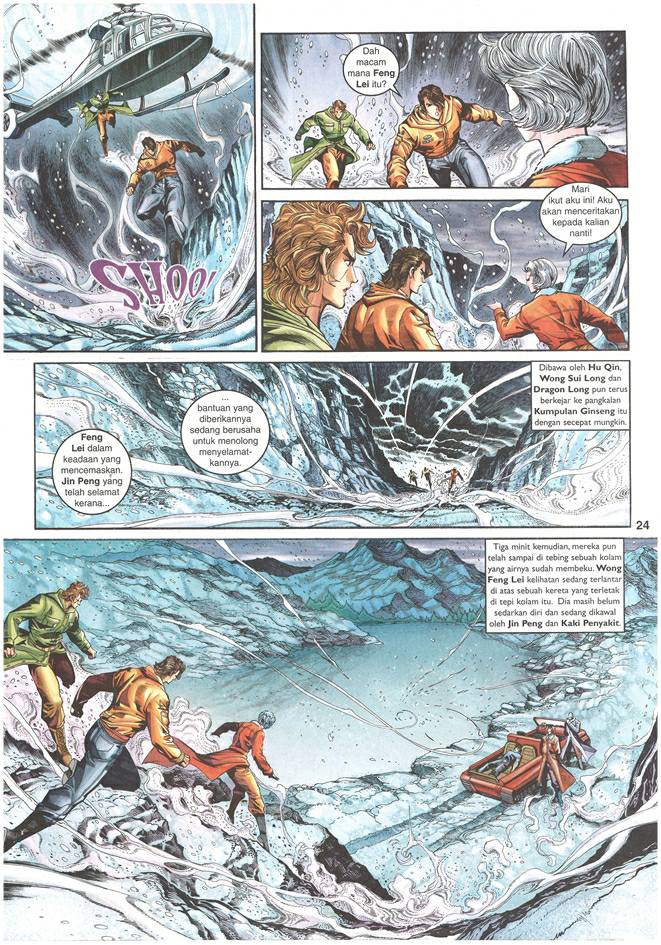 SHOO!
Dah
macam
mana Feng
Lei itu?
Mari
ikut aku ini! Aku
akan menceritakan
kepada kalian
nanti!
Dibawa oleh Hu Qin,
Wong Sui Long dan
Dragon Long pun terus
berkejar ke pangkalan
Kumpulan Ginseng itu
dengan secepat mungkin.
Feng
Lei dalam
keadaan yang
mencemaskan.
Jin Peng yang
telah selamat
kerana...
...
bantuan yang
diberikannya
sedang berusaha
untuk menolong
menyelamat-
kannya.
24
Tiga minit kemudian, mereka pun
telah sampai di tebing sebuah kolam
yang airnya sudah membeku. Wong
Feng Lei kelihatan sedang terlantar
di atas sebuah kereta yang terletak
di tepi kolam itu. Dia masih belum
sedarkan diri dan sedang dikawal
oleh Jin Peng dan Kaki Penyakit.